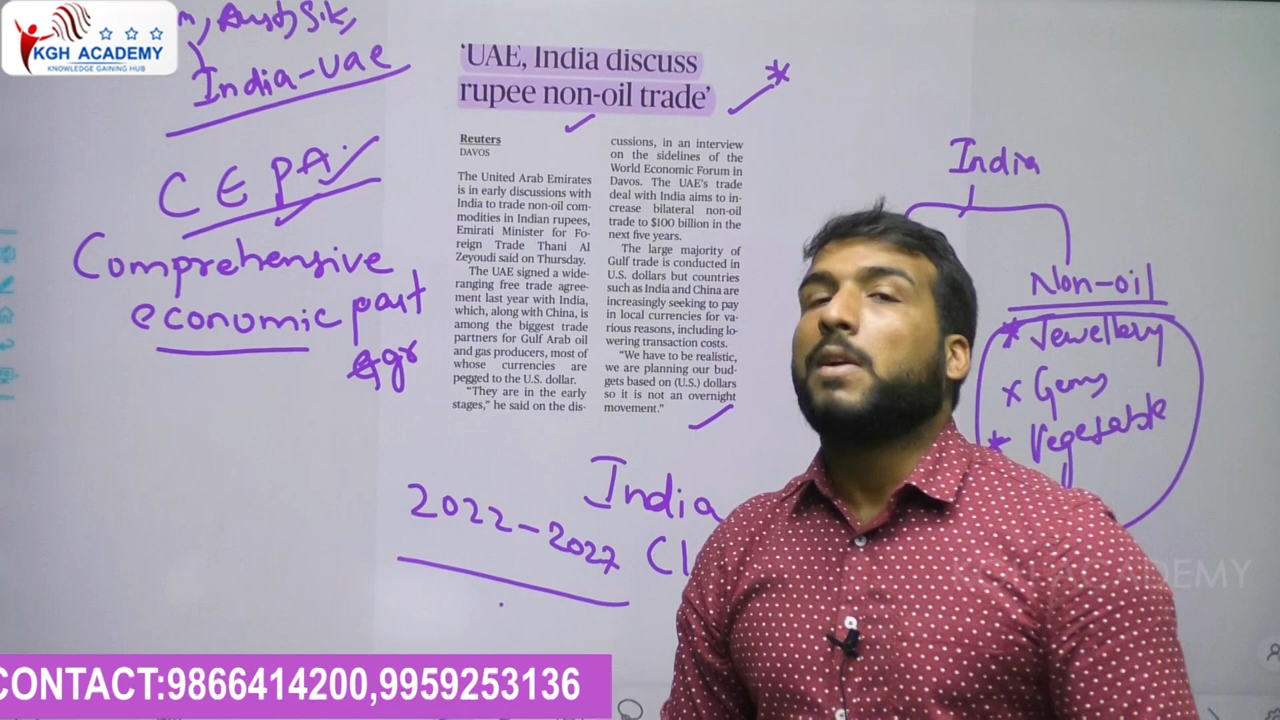 KGH ACADEMY
KNOWLEDGE GAINING HUB
India-uae
CEPA
Comprehensive
economic part
agr
'UAE, India discuss
rupee non-oil trade'
Reuters
DAVOS
The United Arab Emirates
is in early discussions with
India to trade non-oil com-
modities in Indian rupees,
Emirati Minister for Fo-
reign Trade Thani Al
Zeyoudi said on Thursday.
The UAE signed a wide-
ranging free trade agree-
ment last year with India,
which, along with China, is
among the biggest trade
partners for Gulf Arab oil
and gas producers, most of
whose currencies are
pegged to the U.S. dollar.
"They are in the early
stages," he said on the dis-
cussions, in an interview
on the sidelines of the
World Economic Forum in
Davos. The UAE's trade
deal with India aims to in-
crease bilateral non-oil
trade to $100 billion in the
next five years.
The large majority of
Gulf trade is conducted in
U.S. dollars but countries
such as India and China are
increasingly seeking to pay
in local currencies for va-
rious reasons, including lo-
wering transaction costs.
"We have to be realistic,
we are planning our bud-
gets based on (U.S.) dollars
so it is not an overnight
movement."
India
Non-oil
* Jewellery
x Gems
* Vegetable
India
2022-2027
ACADEMY
CONTACT:9866414200,9959253136